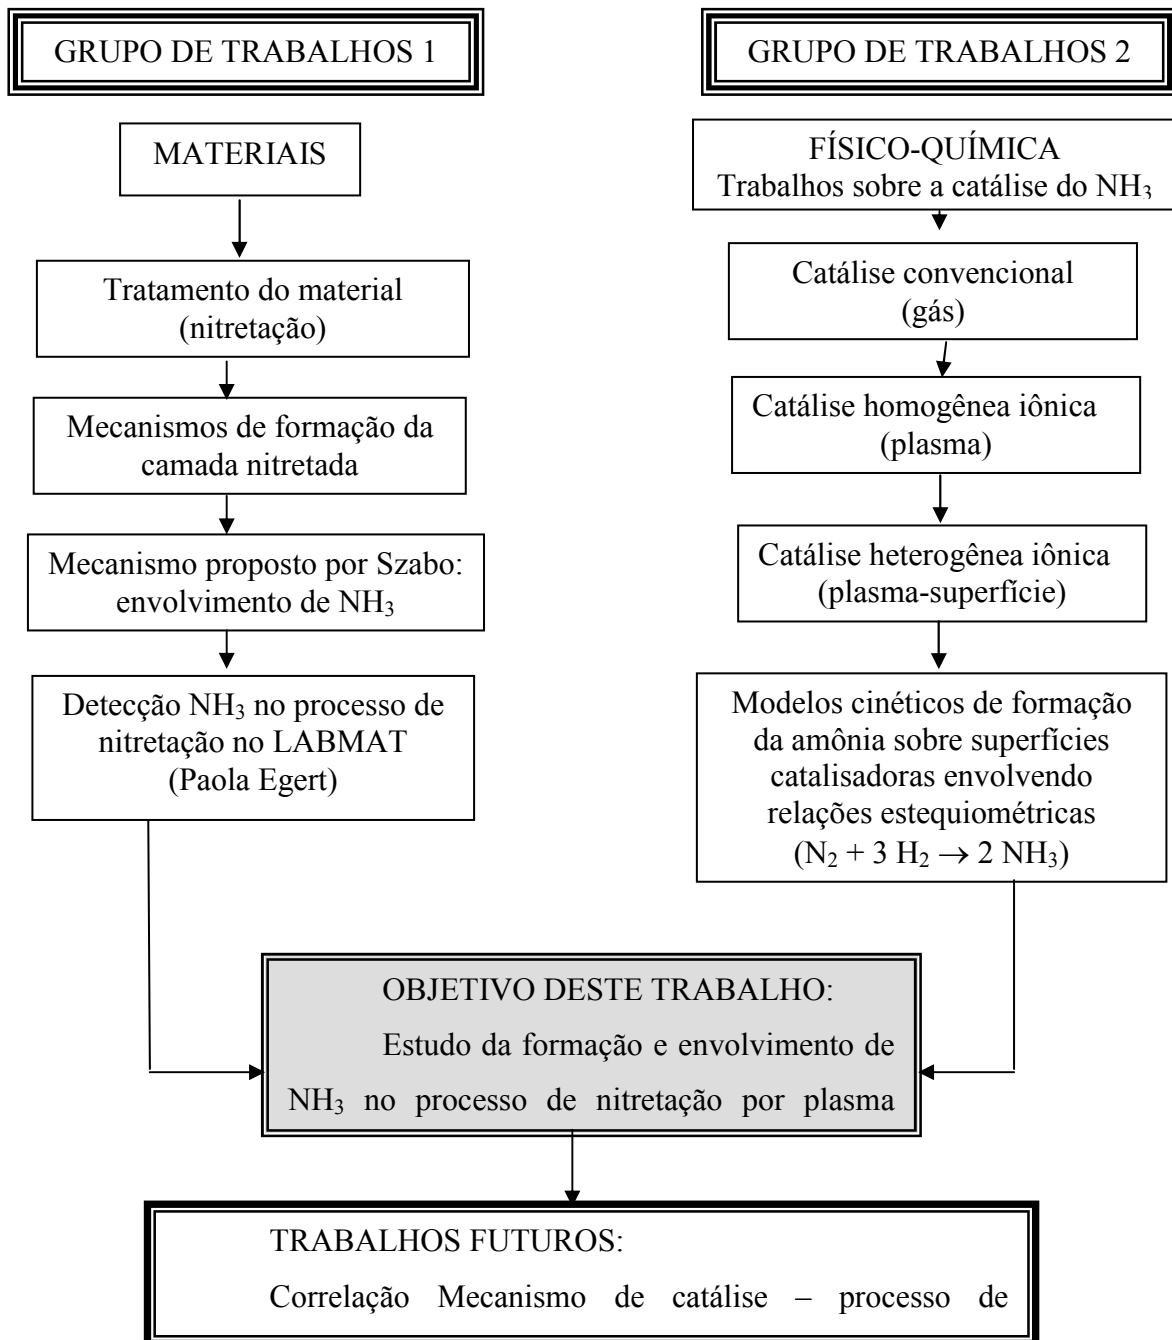 GRUPO DE TRABALHOS 1
MATERIAIS
Tratamento do material
(nitretação)
Mecanismos de formação da
camada nitretada
Mecanismo proposto por Szabo:
envolvimento de NH₃
Detecção NH₃ no processo de
nitretação no LABMAT
(Paola Egert)
GRUPO DE TRABALHOS 2
FÍSICO-QUÍMICA
Trabalhos sobre a catálise do NH₃
Catálise convencional
(gás)
Catálise homogênea iônica
(plasma)
Catálise heterogênea iônica
(plasma-superfície)
Modelos cinéticos de formação
da amônia sobre superfícies
catalisadoras envolvendo
relações estequiométricas
(N₂ + 3 H₂ → 2 NH₃)
OBJETIVO DESTE TRABALHO:
Estudo da formação e envolvimento de
NH₃ no processo de nitretação por plasma
TRABALHOS FUTUROS:
Correlação Mecanismo de catálise – processo de